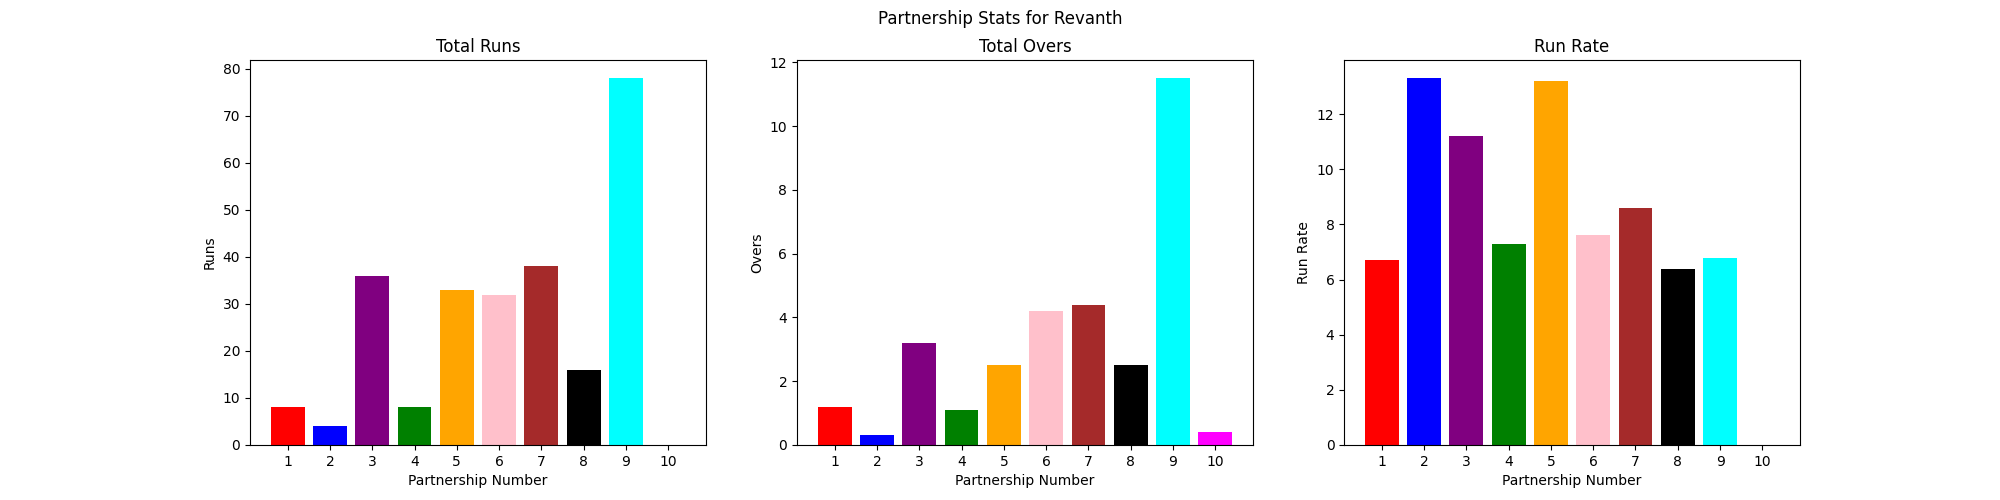 Partnership Stats for Revanth
Total Runs
80
70
60
50
40
30
20
10
0
Runs
1 2 3 4 5 6 7 8 9 10
Partnership Number
Total Overs
12
10
8
6
4
2
0
Overs
1 2 3 4 5 6 7 8 9 10
Partnership Number
Run Rate
12
10
8
6
4
2
0
Run Rate
1 2 3 4 5 6 7 8 9 10
Partnership Number